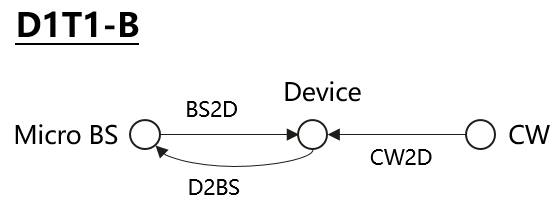 D1T1-B
Device
BS2D
Micro BS
CW
CW2D
D2BS